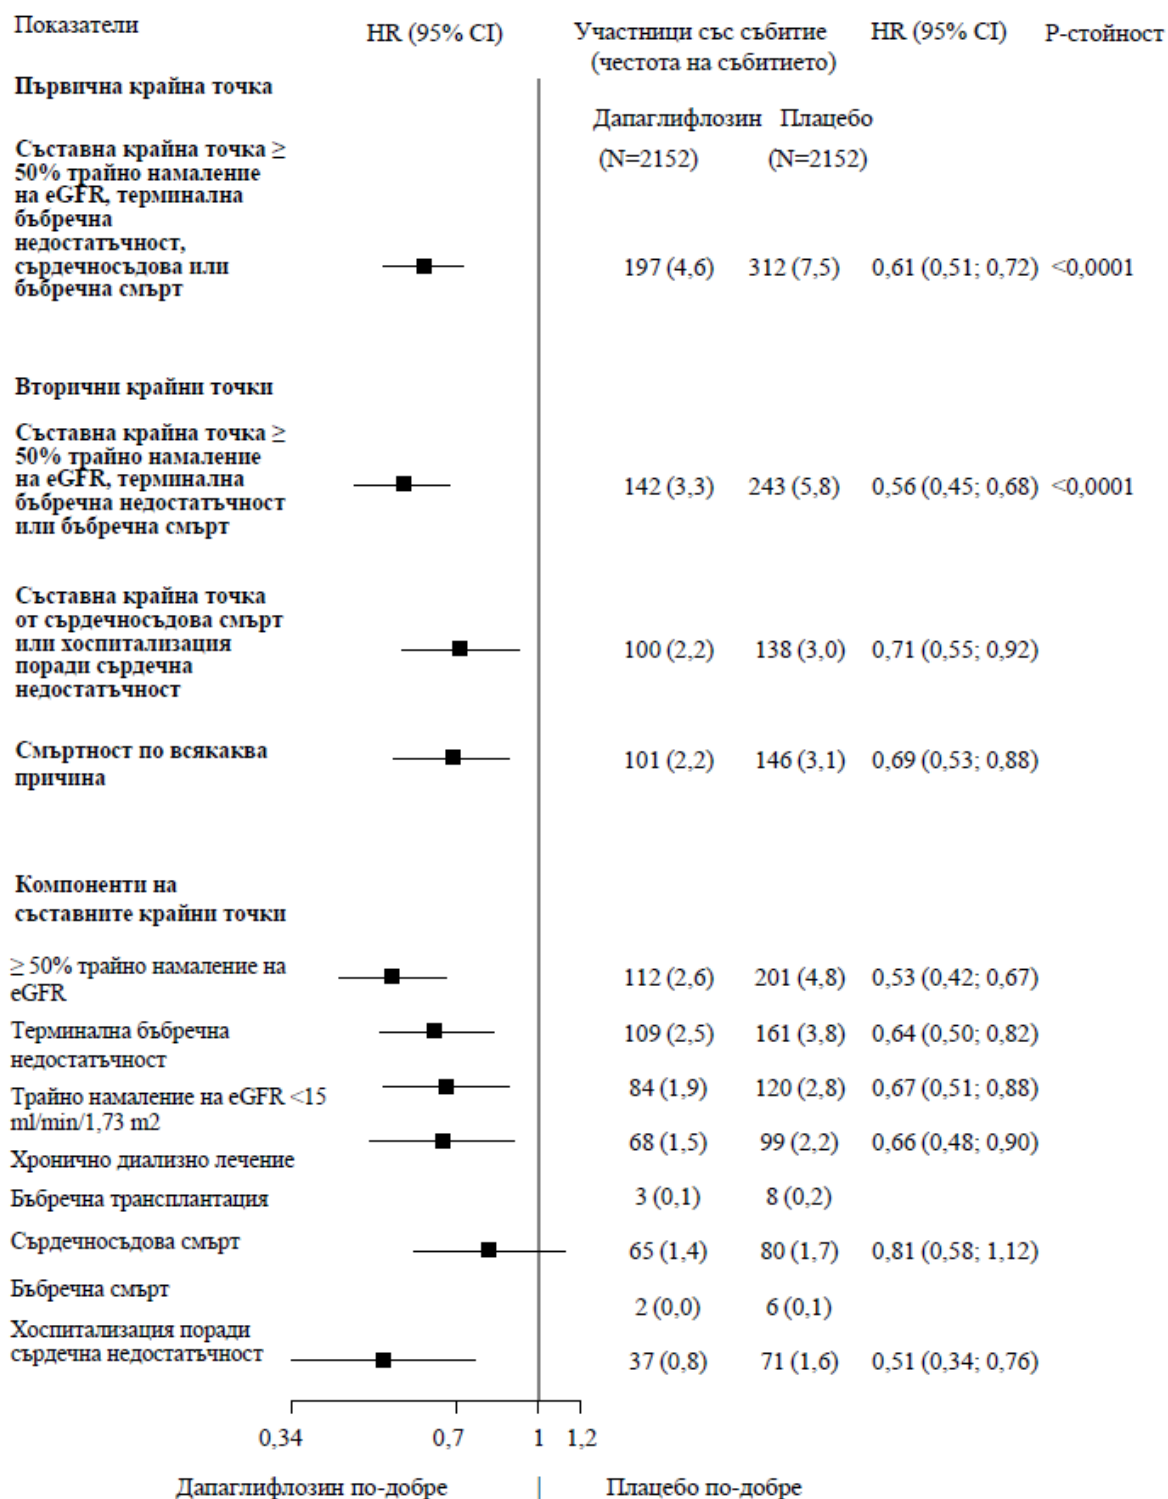 Показатели HR (95% CI) Участници със събитие HR (95% CI) Р-стойност
(честота на събитието)
Първична крайна точка
Дапаглифлозин Плацебо
(N=2152) (N=2152)
Съставна крайна точка ≥
50% трайно намаление
на eGFR, терминална
бъбречна
недостатъчност,
сърдечносъдова или
бъбречна смърт
197 (4,6) 312 (7,5) 0,61 (0,51; 0,72) <0,0001
Вторични крайни точки
Съставна крайна точка ≥
50% трайно намаление
на eGFR, терминална
бъбречна недостатъчност
или бъбречна смърт
142 (3,3) 243 (5,8) 0,56 (0,45; 0,68) <0,0001
Съставна крайна точка
от сърдечносъдова смърт
или хоспитализация
поради сърдечна
недостатъчност
100 (2,2) 138 (3,0) 0,71 (0,55; 0,92)
Смъртност по всякаква
причина
101 (2,2) 146 (3,1) 0,69 (0,53; 0,88)
Компоненти на
съставните крайни точки
≥ 50% трайно намаление на
eGFR
112 (2,6) 201 (4,8) 0,53 (0,42; 0,67)
Терминална бъбречна
недостатъчност
109 (2,5) 161 (3,8) 0,64 (0,50; 0,82)
Трайно намаление на eGFR <15
ml/min/1,73 m2
84 (1,9) 120 (2,8) 0,67 (0,51; 0,88)
Хронично диализно лечение
68 (1,5) 99 (2,2) 0,66 (0,48; 0,90)
Бъбречна трансплантация
3 (0,1) 8 (0,2)
Сърдечносъдова смърт
65 (1,4) 80 (1,7) 0,81 (0,58; 1,12)
Бъбречна смърт
2 (0,0) 6 (0,1)
Хоспитализация поради
сърдечна недостатъчност
37 (0,8) 71 (1,6) 0,51 (0,34; 0,76)
0,34 0,7 1 1,2
Дапаглифлозин по-добре | Плацебо по-добре